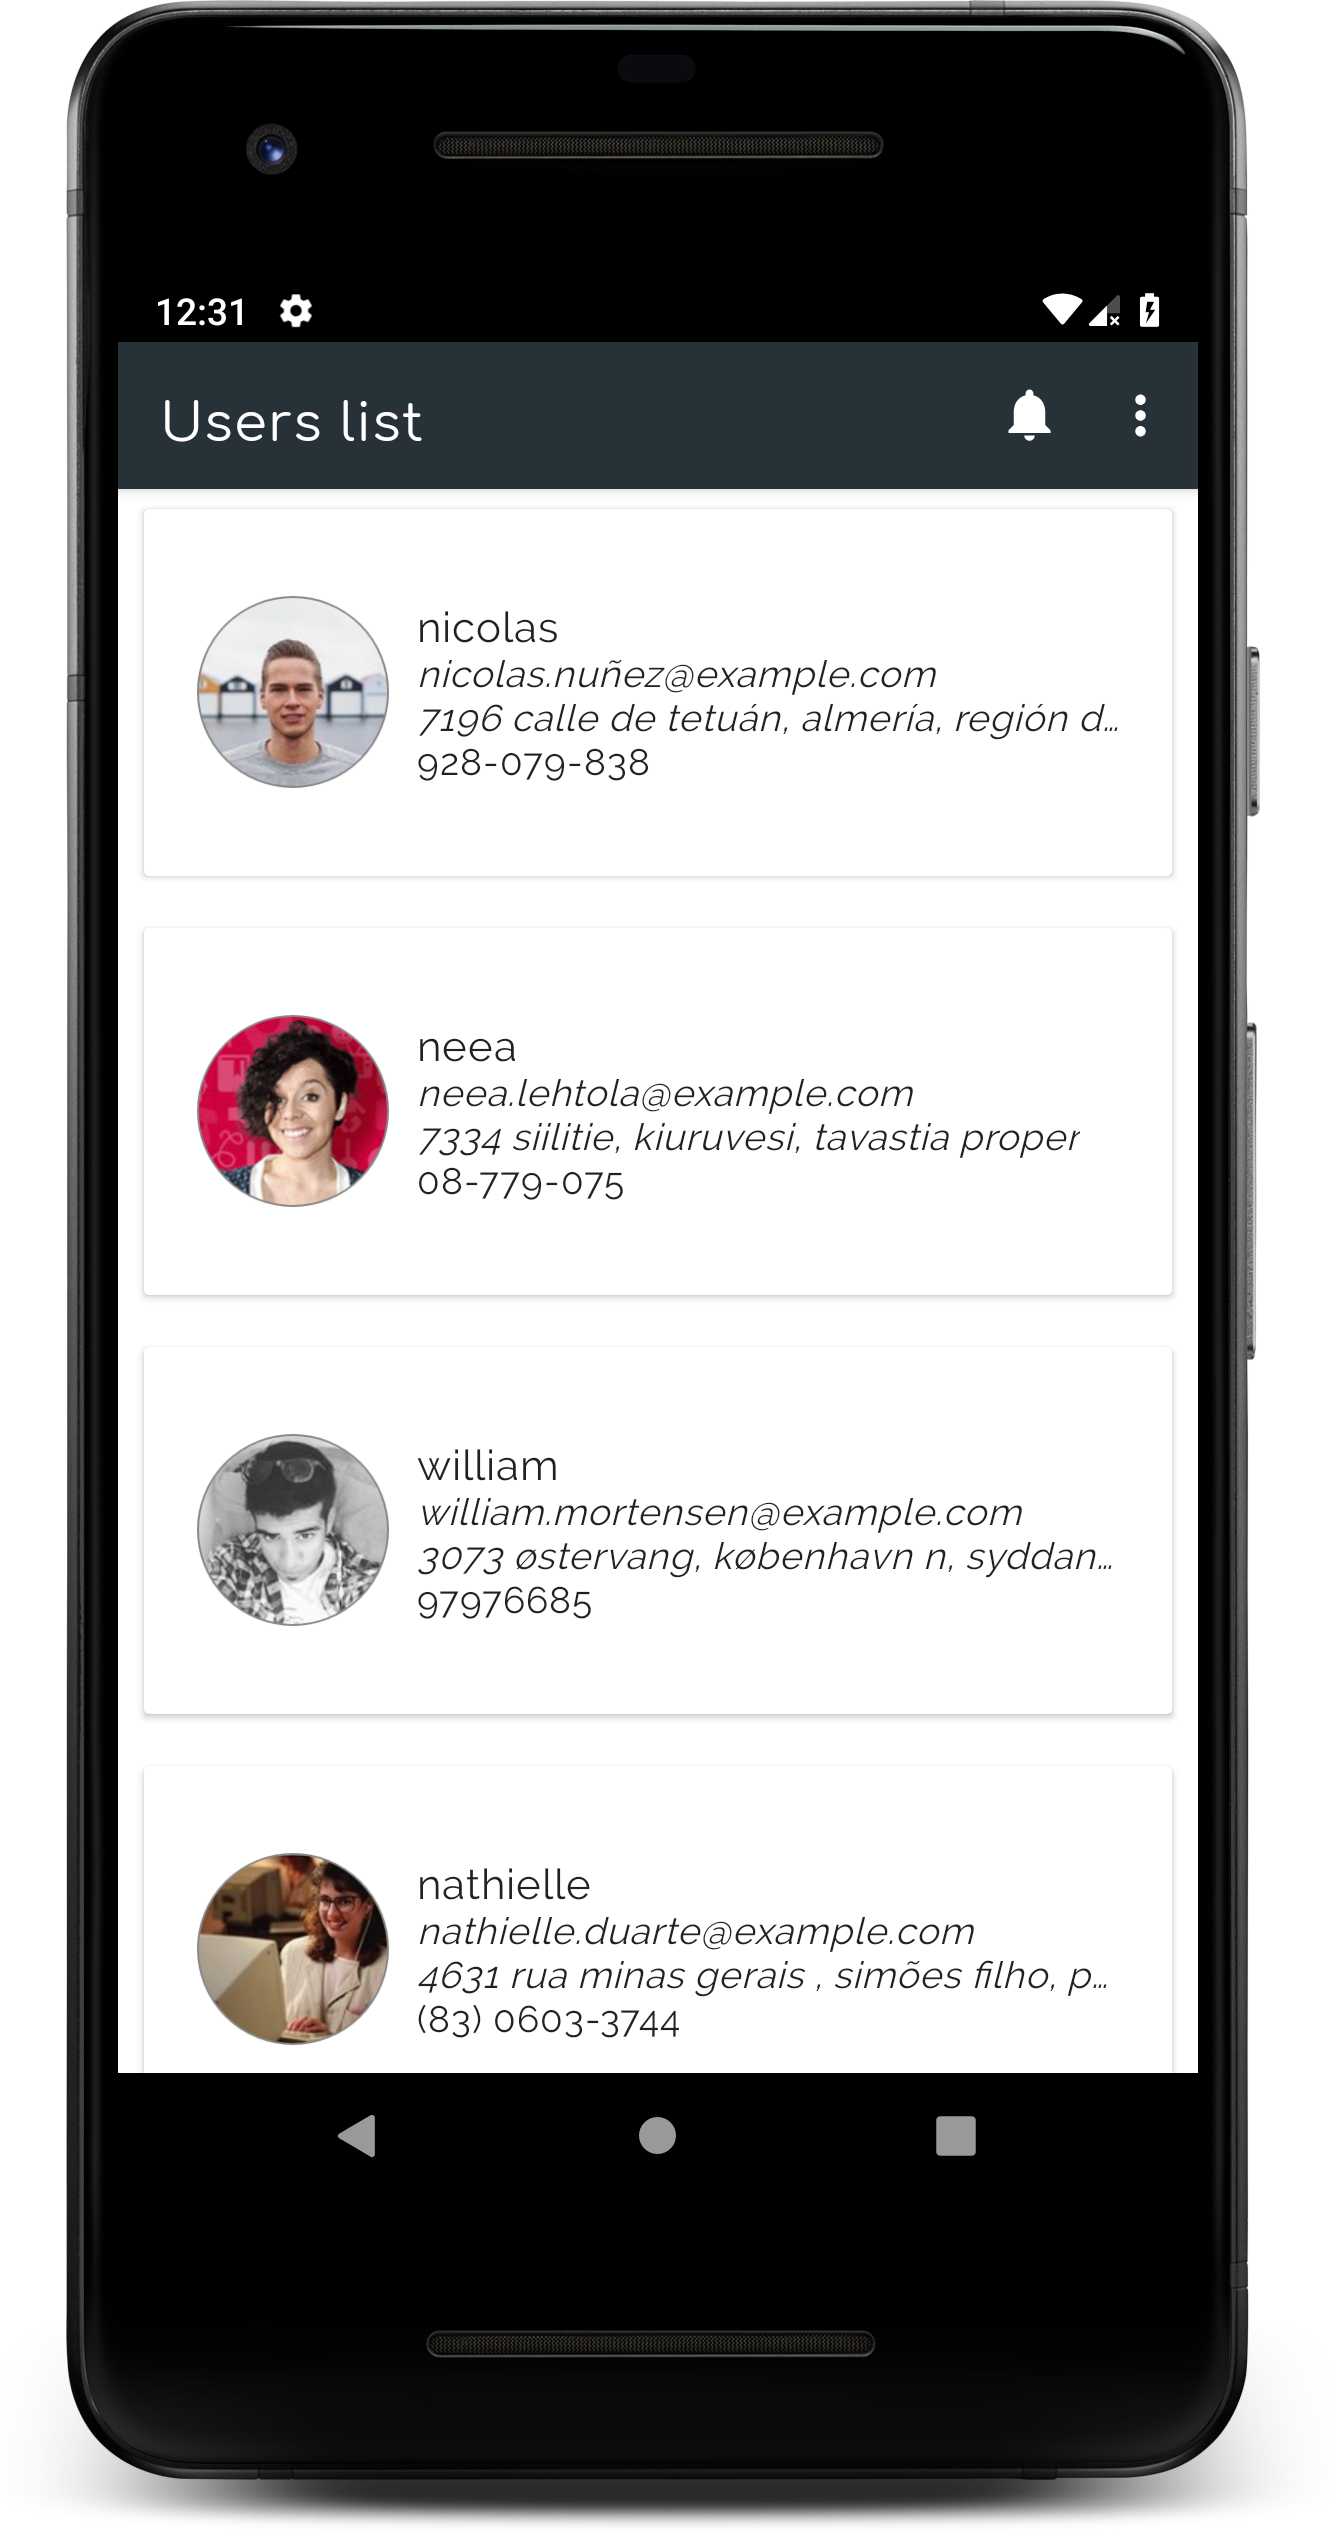 12:31
Users list
nicolas
nicolas.nuñez@example.com
7196 calle de tetuán, almería, región d...
928-079-838
neea
neea.lehtola@example.com
7334 siilitie, kiuruvesi, tavastia proper
08-779-075
william
william.mortensen@example.com
3073 østervang, københavn n, syddan...
97976685
nathielle
nathielle.duarte@example.com
4631 rua minas gerais , simões filho, p...
(83) 0603-3744